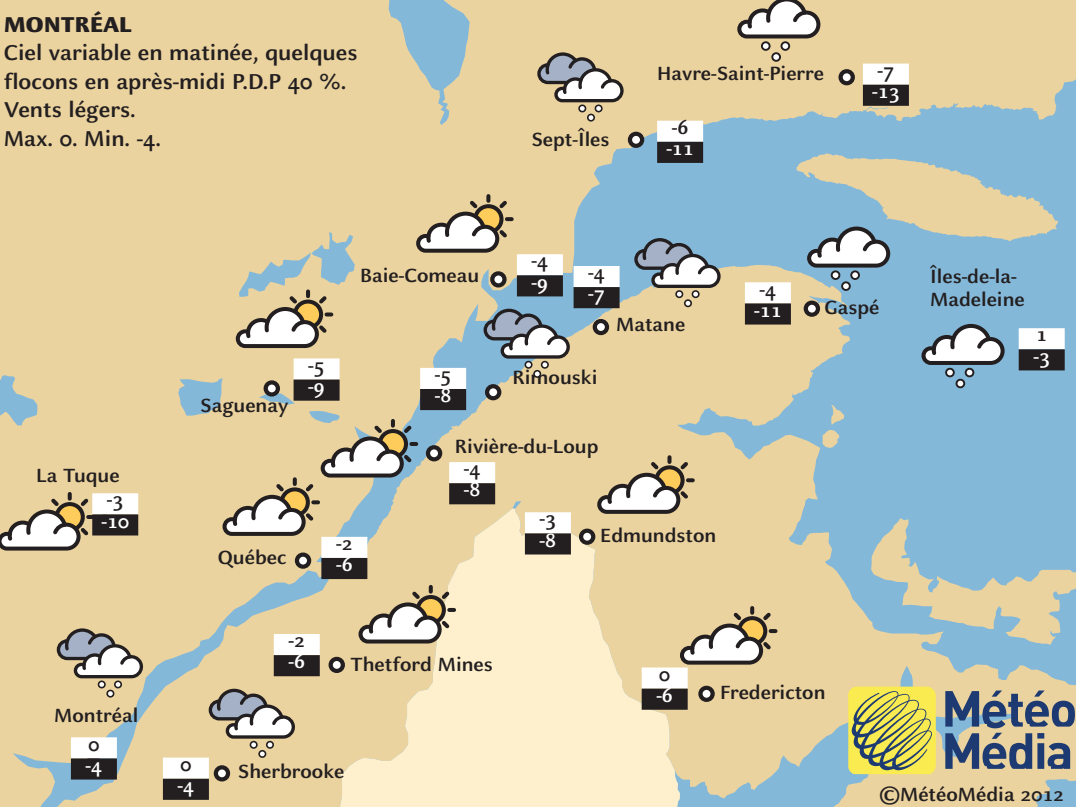 MONTRÉAL
Ciel variable en matinée, quelques
flocons en après-midi P.D.P 40 %.
Vents légers.
Max. 0. Min. -4.
Havre-Saint-Pierre
-7
-13
Sept-Îles
-6
-11
Baie-Comeau
-4
-9
-4
-7
Matane
-4
-11
Gaspé
Îles-de-la-
Madeleine
1
-3
-5
-9
Saguenay
-5
-8
Rimouski
Rivière-du-Loup
-4
-8
La Tuque
-3
-10
Québec
-2
-6
-3
-8
Edmundston
-2
-6
Thetford Mines
0
-6
Fredericton
Montréal
0
-4
0
-4
Sherbrooke
Météo
Média
©MétéoMédia 2012